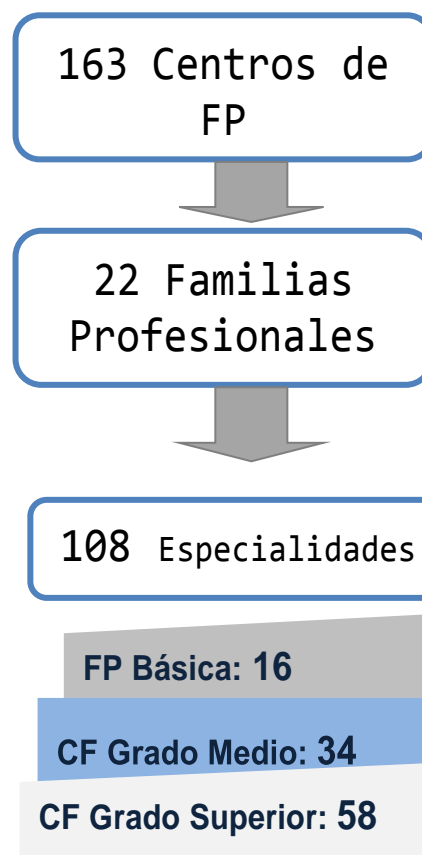 163 Centros de
FP
22 Familias
Profesionales
108 Especialidades
FP Básica: 16
CF Grado Medio: 34
CF Grado Superior: 58